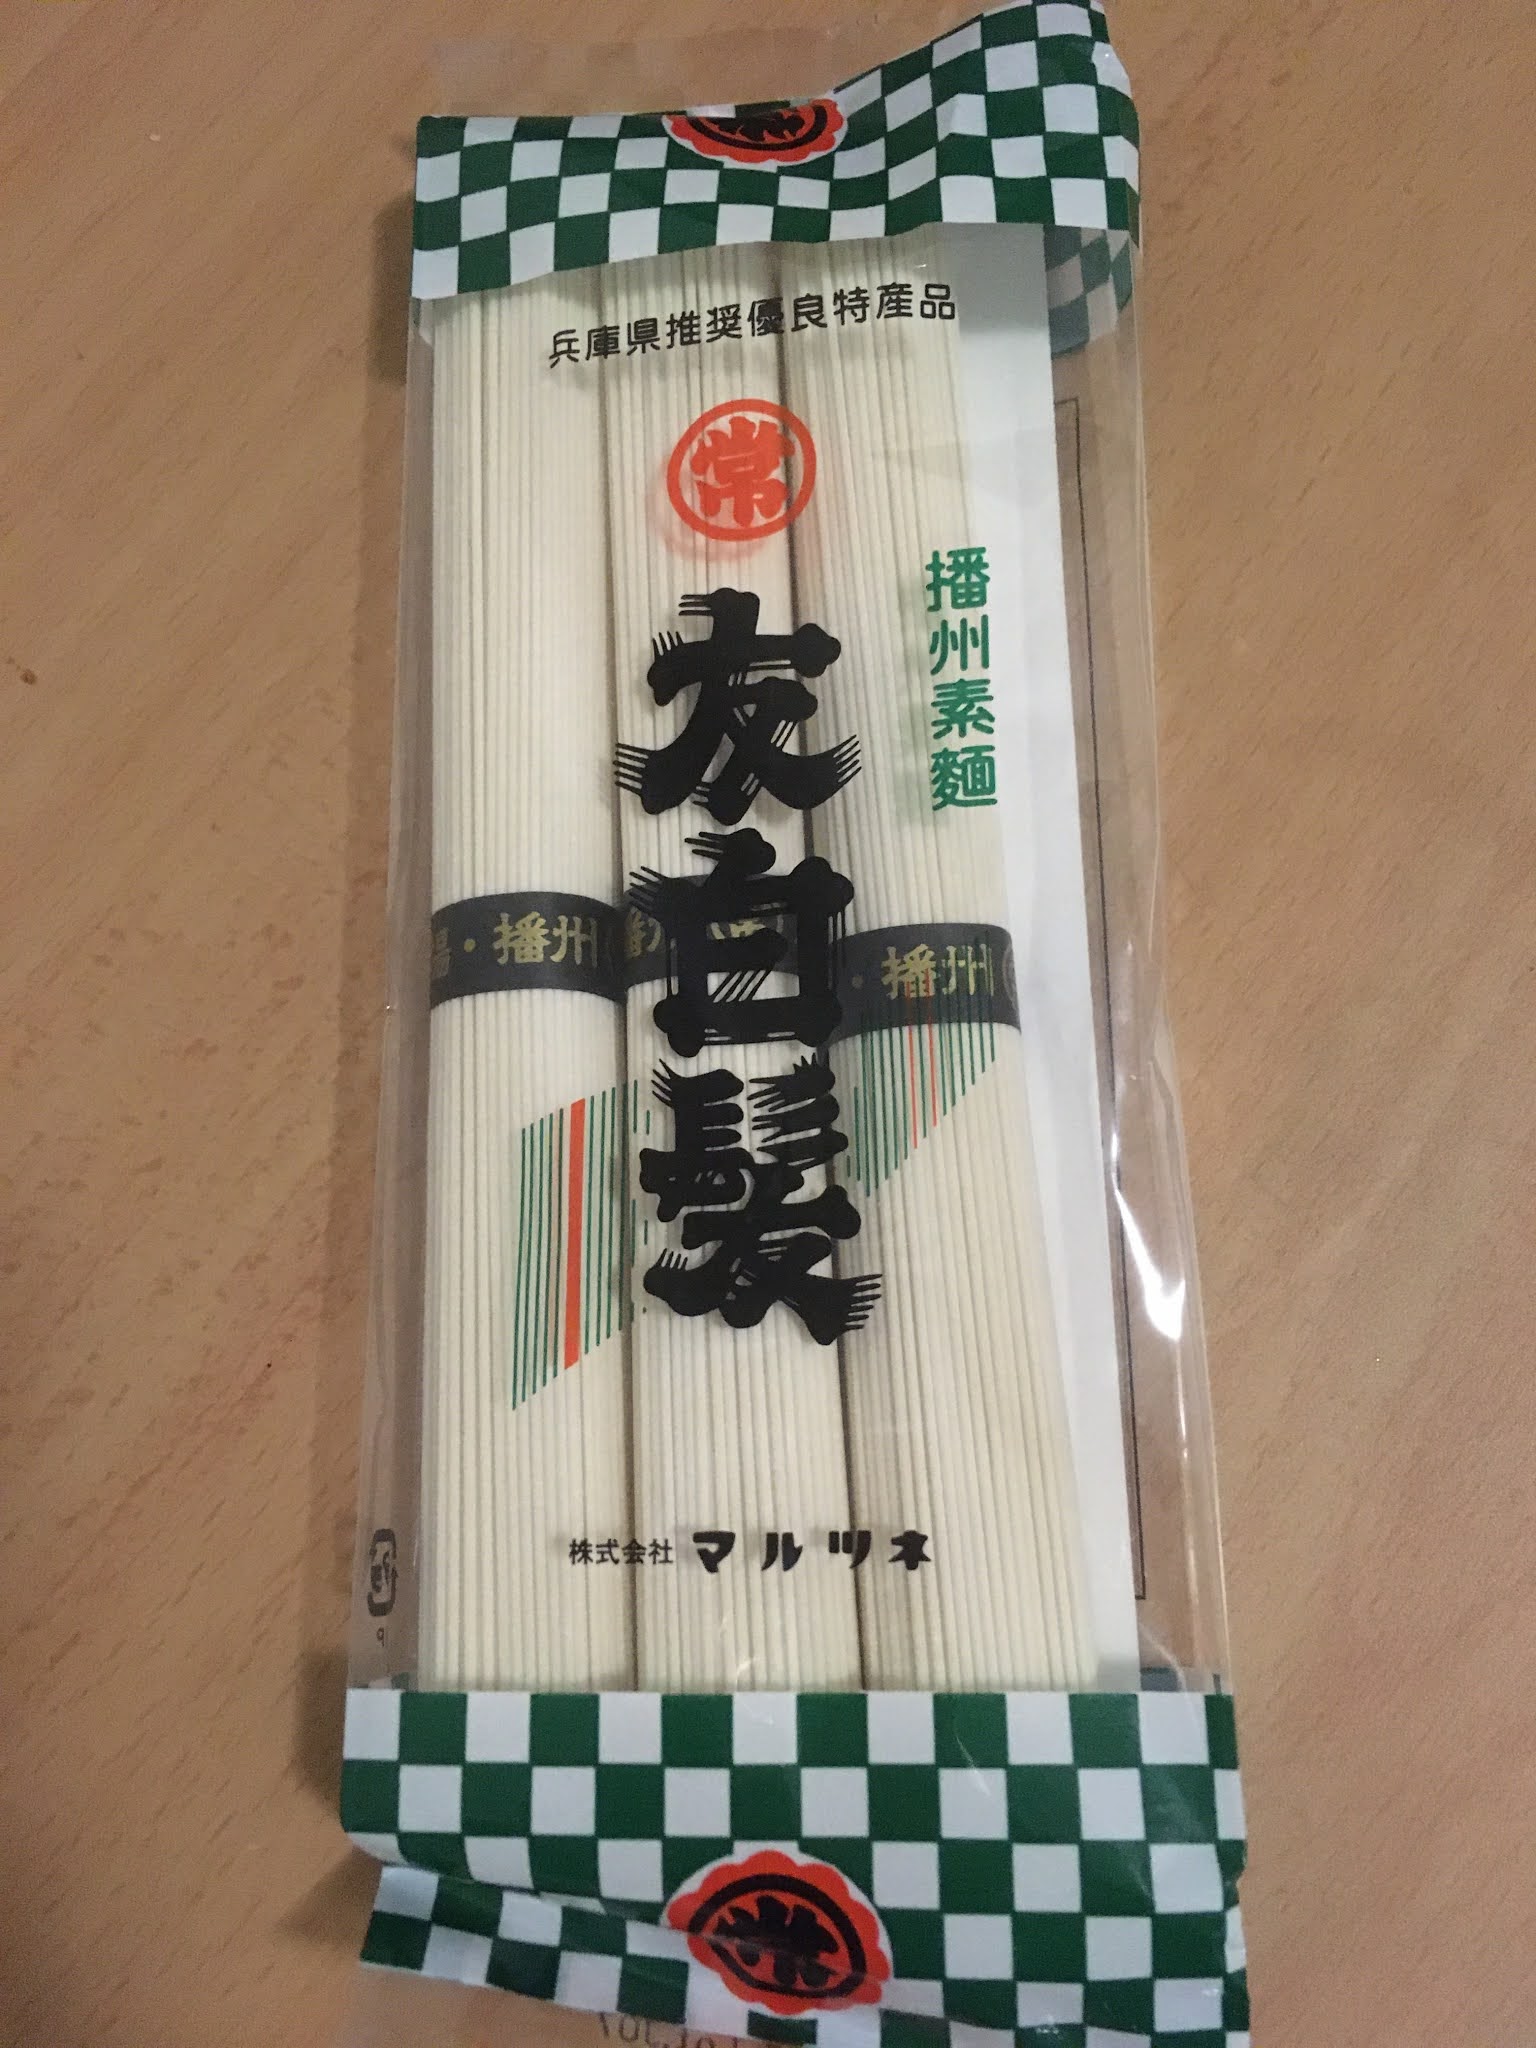 兵庫県推奨優良特産品
常
播州素麺
友白髪
・播州
・播州
株式会社 マルツネ
常